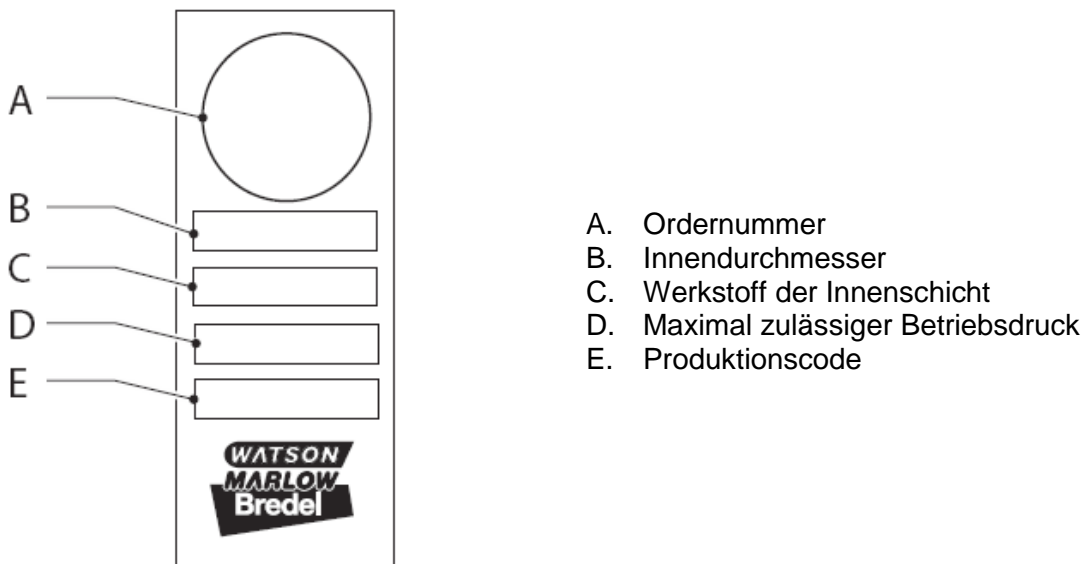 A
B
C
D
E
WATSON
MARLOW
Bredel
A. Ordernummer
B. Innendurchmesser
C. Werkstoff der Innenschicht
D. Maximal zulässiger Betriebsdruck
E. Produktionscode